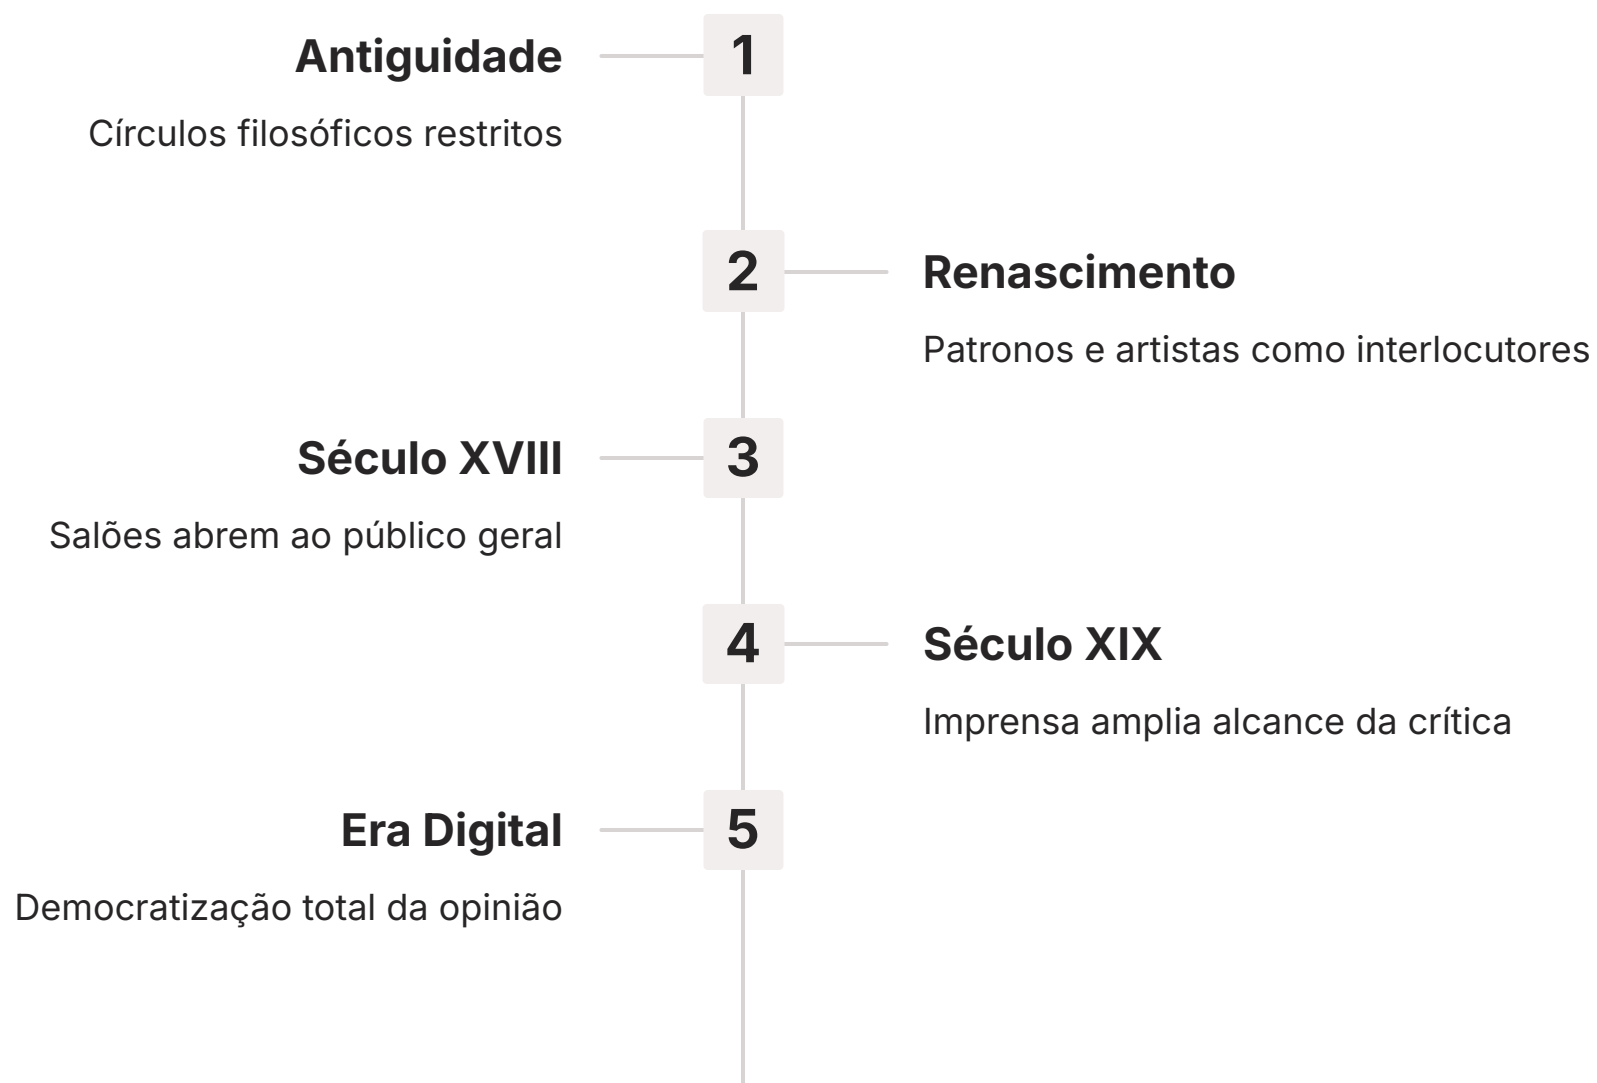 Antiguidade
1
Círculos filosóficos restritos
2
Renascimento
Patronos e artistas como interlocutores
Século XVIII
3
Salões abrem ao público geral
4
Século XIX
Imprensa amplia alcance da crítica
Era Digital
5
Democratização total da opinião